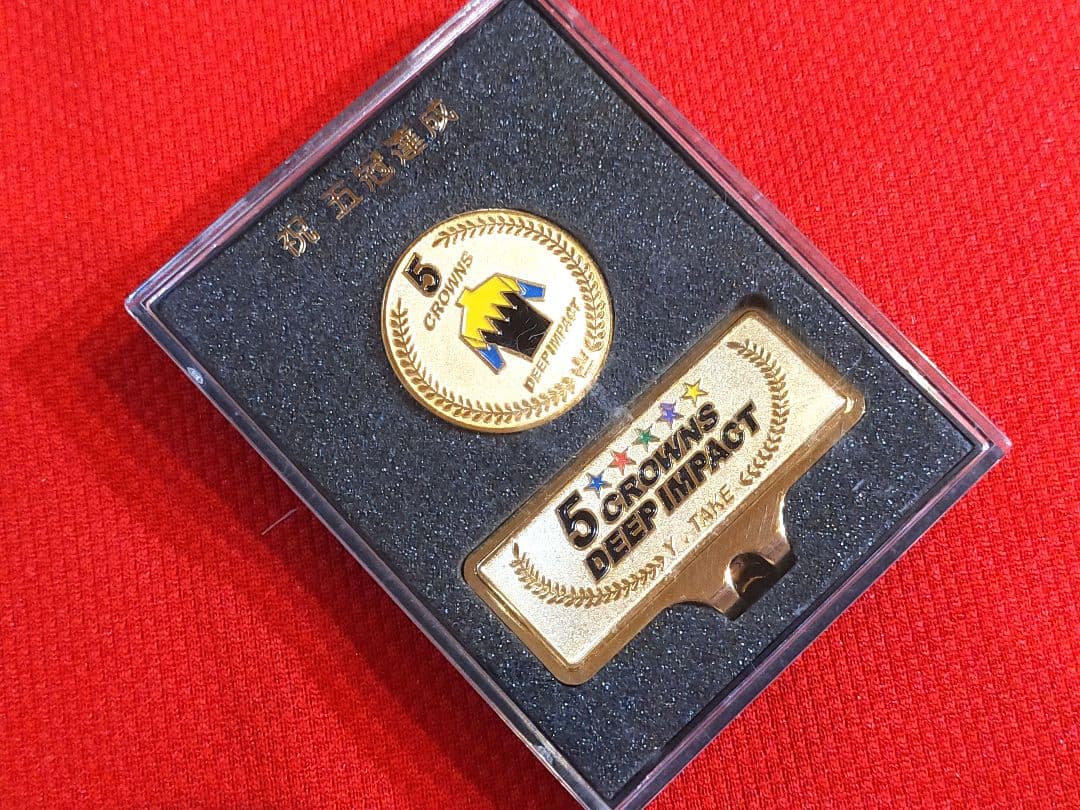 祝 五冠達成
5
CROWNS
DEEP IMPACT
5 CROWNS
DEEP IMPACT
Y. TAKE